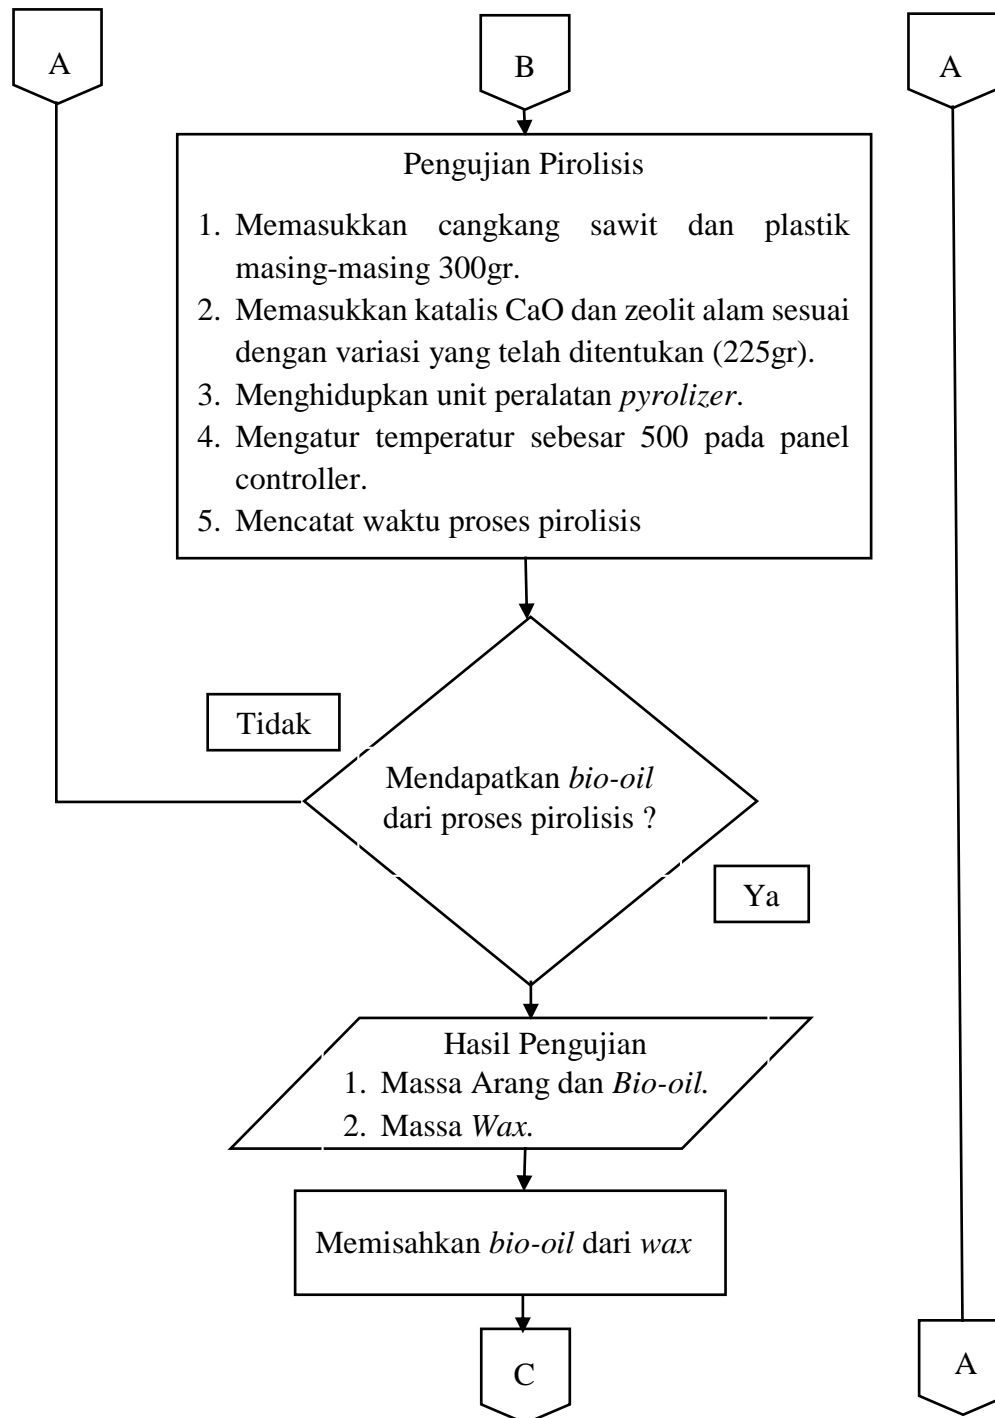 A
B
A
Pengujian Pirolisis
1. Memasukkan cangkang sawit dan plastik
masing-masing 300gr.
2. Memasukkan katalis CaO dan zeolit alam sesuai
dengan variasi yang telah ditentukan (225gr).
3. Menghidupkan unit peralatan pyrolizer.
4. Mengatur temperatur sebesar 500 pada panel
controller.
5. Mencatat waktu proses pirolisis
Tidak
Mendapatkan bio-oil
dari proses pirolisis ?
Ya
Hasil Pengujian
1. Massa Arang dan Bio-oil.
2. Massa Wax.
Memisahkan bio-oil dari wax
C
A